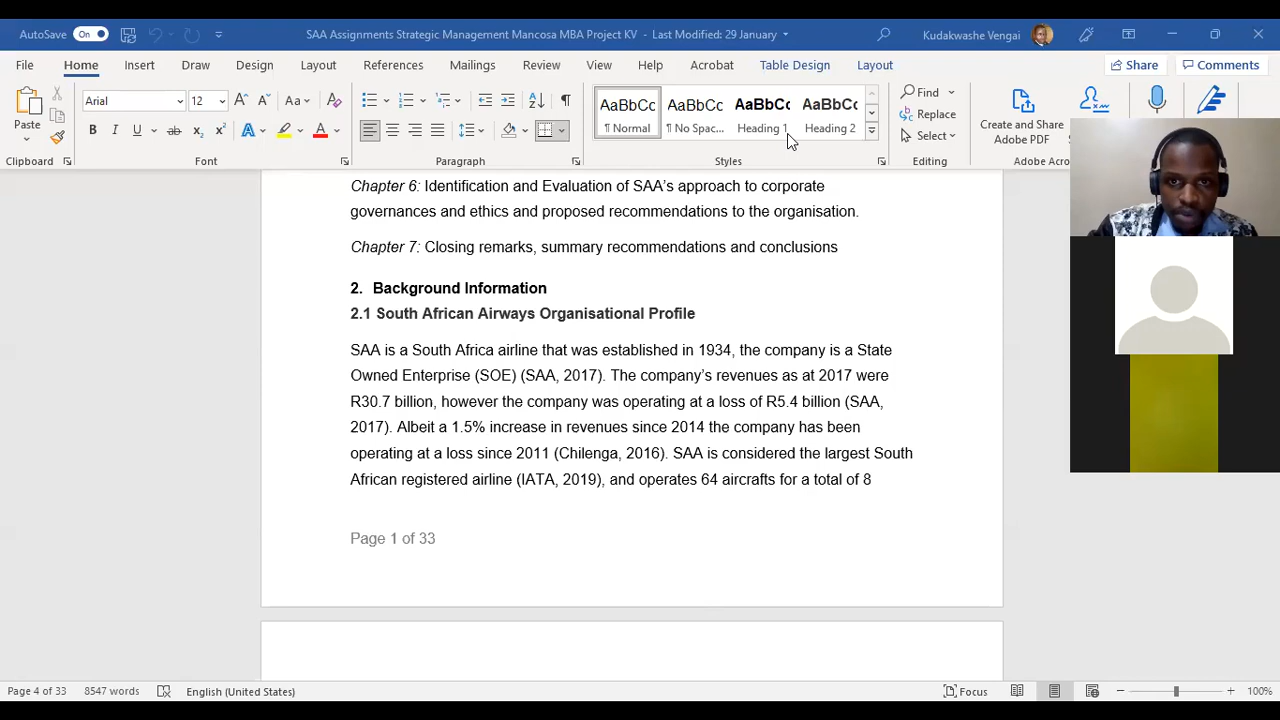 AutoSave On SAA Assignments Strategic Management Mancosa MBA Project KV - Last Modified: 29 January Kudakwashe Vengai
File Home Insert Draw Design Layout References Mailings Review View Help Acrobat Table Design Layout Share Comments
Paste
Arial 12
AaBbCc AaBbCc AaBbCc AaBbCc
¶ Normal ¶ No Spac... Heading 1 Heading 2
Find
Replace
Select
Create and Share
Adobe PDF
Clipboard Font Paragraph Styles Editing Adobe Acro
Chapter 6: Identification and Evaluation of SAA's approach to corporate
governances and ethics and proposed recommendations to the organisation.
Chapter 7: Closing remarks, summary recommendations and conclusions
2. Background Information
2.1 South African Airways Organisational Profile
SAA is a South Africa airline that was established in 1934, the company is a State
Owned Enterprise (SOE) (SAA, 2017). The company's revenues as at 2017 were
R30.7 billion, however the company was operating at a loss of R5.4 billion (SAA,
2017). Albeit a 1.5% increase in revenues since 2014 the company has been
operating at a loss since 2011 (Chilenga, 2016). SAA is considered the largest South
African registered airline (IATA, 2019), and operates 64 aircrafts for a total of 8
Page 1 of 33
Page 4 of 33 8547 words English (United States) Focus 100%